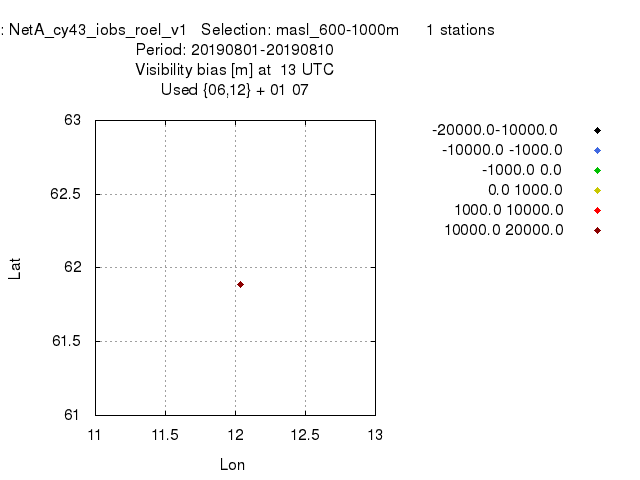 : NetA_cy43_iobs_roel_v1 Selection: masl_600-1000m 1 stations
Period: 20190801-20190810
Visibility bias [m] at 13 UTC
Used {06,12} + 01 07
-20000.0-10000.0
-10000.0 -1000.0
-1000.0 0.0
0.0 1000.0
1000.0 10000.0
10000.0 20000.0
63
62.5
62
61.5
61
Lat
11 11.5 12 12.5 13
Lon